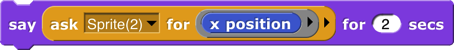 say ask Sprite(2) for x position for 2 secs